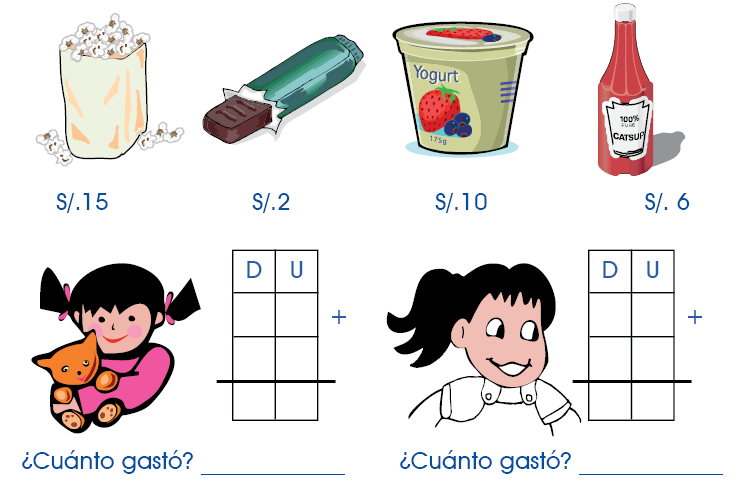 Yogurt
175g
100%
PURE
CATSUP
S/.15 S/.2 S/.10 S/. 6
D U
+
D U
+
¿Cuánto gastó? ____________
¿Cuánto gastó? ____________